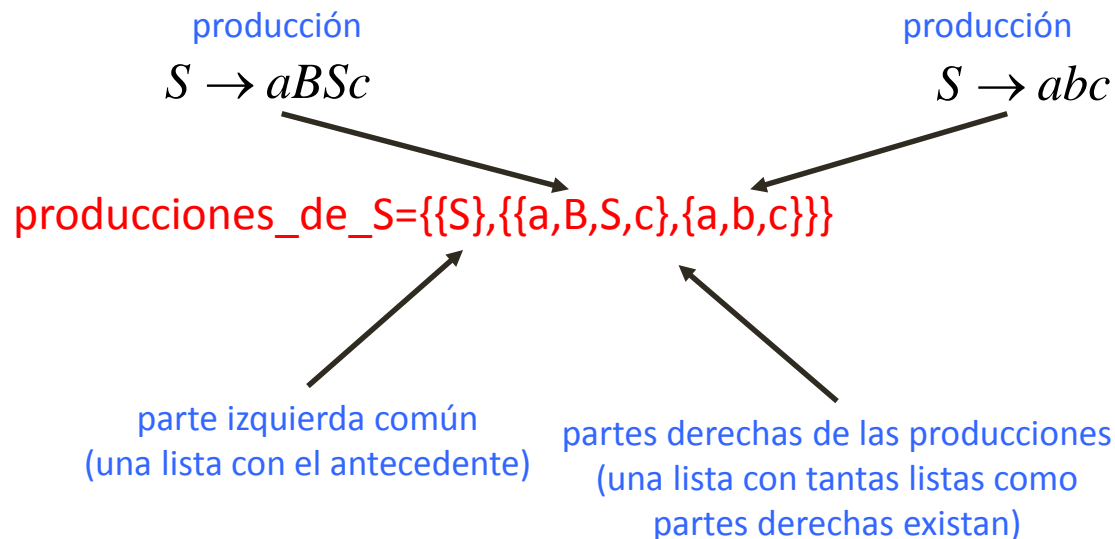 producción
producción
S → aBSc
S → abc
producciones_de_S={{S},{{a,B,S,c},{a,b,c}}}
parte izquierda común
(una lista con el antecedente)
partes derechas de las producciones
(una lista con tantas listas como
partes derechas existan)